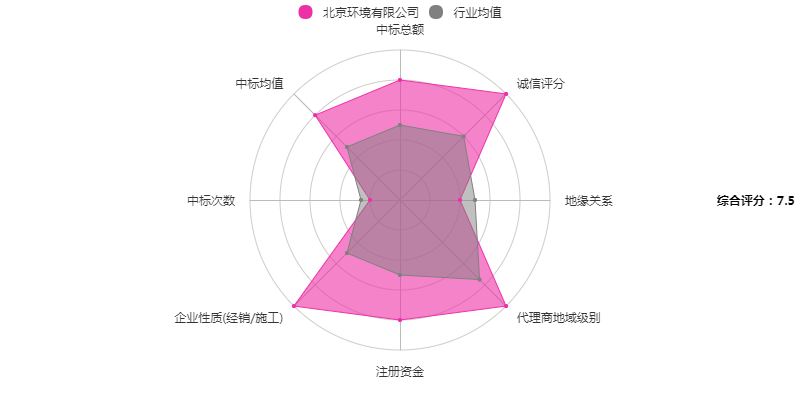 北京环境有限公司 行业均值
中标总额
中标均值
诚信评分
中标次数
地缘关系
综合评分：7.5
企业性质(经销/施工)
代理商地域级别
注册资金